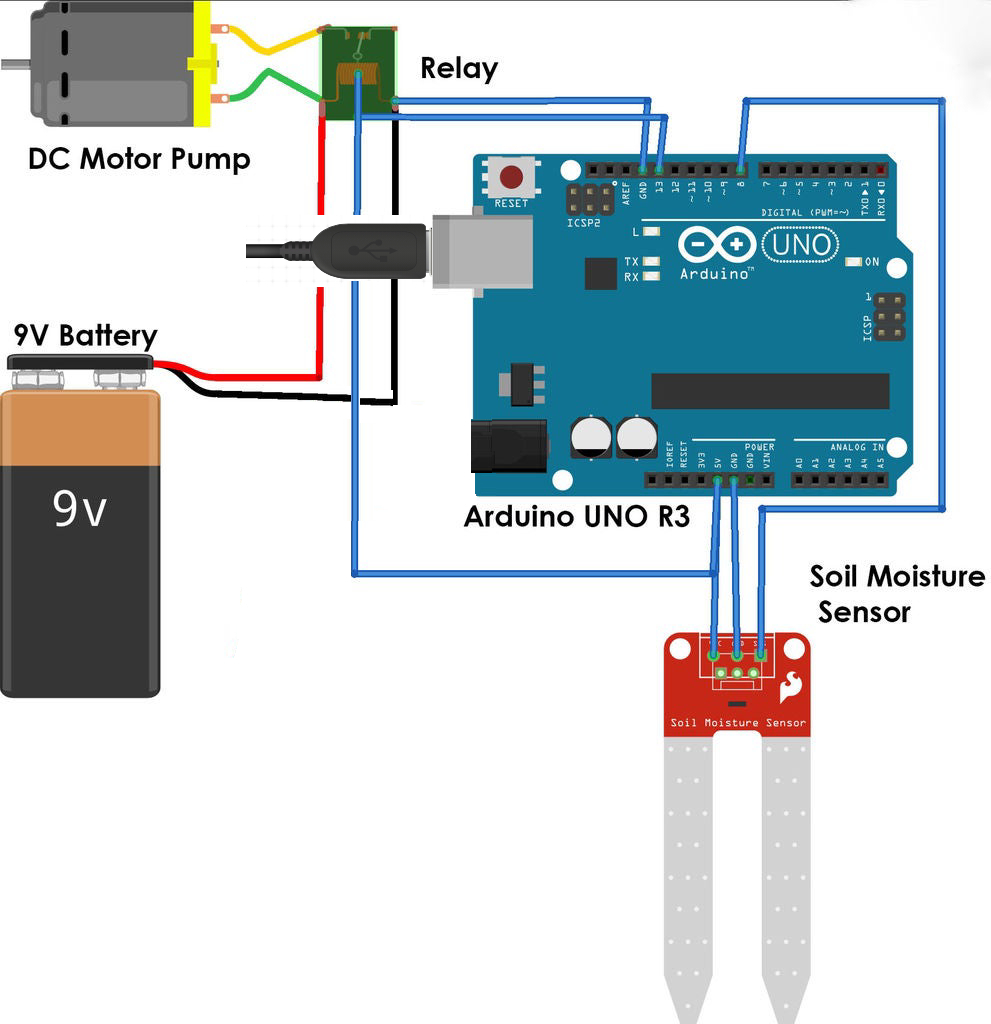 Relay
DC Motor Pump
RESET
ICSP2
AREF
GND
13
12
~11
~10
~9
8
7
~6
~5
4
~3
2
TXO▶1
RXO◀0
DIGITAL (PWM=~)
L
TX
RX
UNO
Arduino™
ON
1
ICSP
9V Battery
9v
IOREF
RESET
3V3
5V
GND
GND
VIN
POWER
ANALOG IN
A0
A1
A2
A3
A4
A5
Arduino UNO R3
Soil Moisture
Sensor
Soil Moisture Sensor